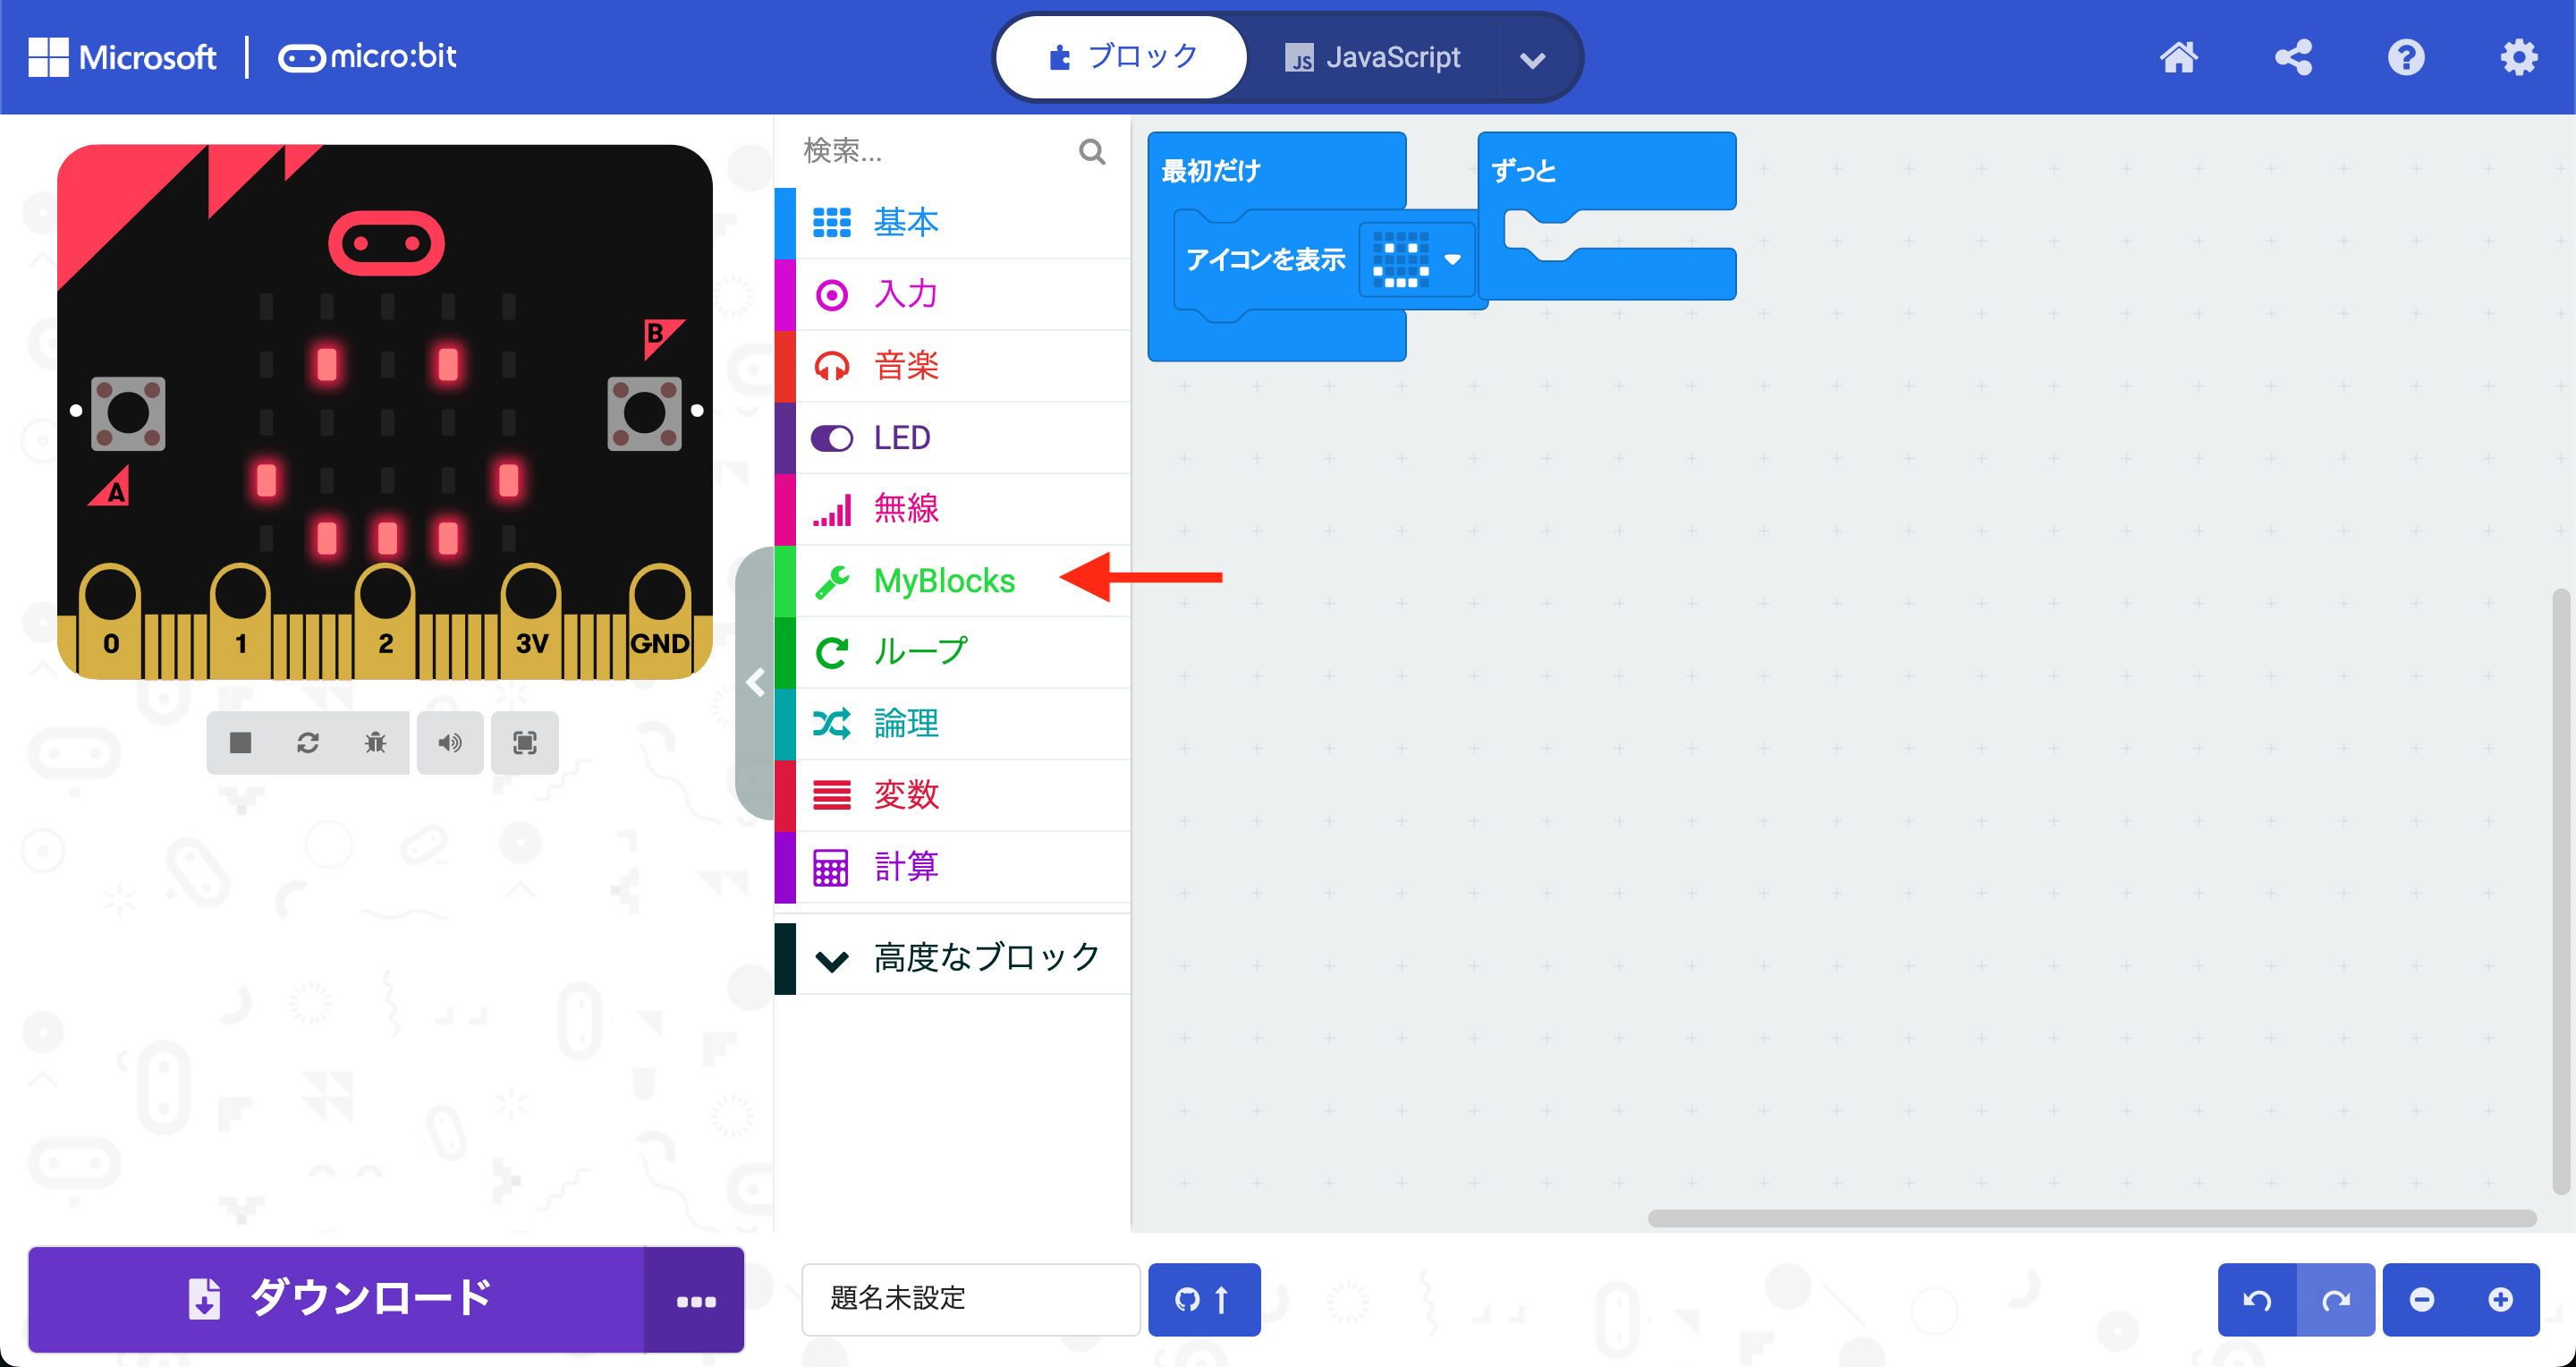 Microsoft | micro:bit
ブロック
JS JavaScript
検索...
基本
入力
音楽
LED
無線
MyBlocks
ループ
論理
変数
計算
高度なブロック
最初だけ
アイコンを表示
ずっと
B
A
0 1 2 3V GND
ダウンロード
題名未設定